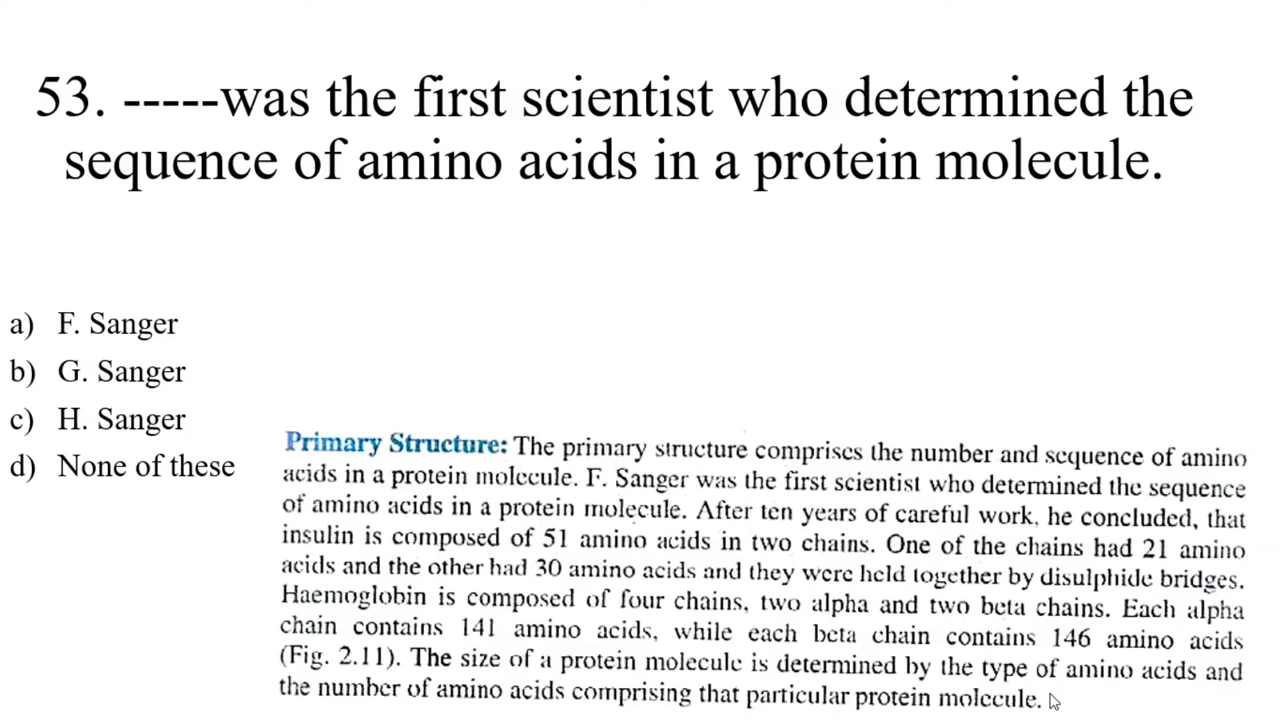 53. -----was the first scientist who determined the
sequence of amino acids in a protein molecule.
a) F. Sanger
b) G. Sanger
c) H. Sanger
d) None of these
Primary Structure: The primary structure comprises the number and sequence of amino
acids in a protein molecule. F. Sanger was the first scientist who determined the sequence
of amino acids in a protein molecule. After ten years of careful work, he concluded, that
insulin is composed of 51 amino acids in two chains. One of the chains had 21 amino
acids and the other had 30 amino acids and they were held together by disulphide bridges.
Haemoglobin is composed of four chains, two alpha and two beta chains. Each alpha
chain contains 141 amino acids, while each beta chain contains 146 amino acids
(Fig. 2.11). The size of a protein molecule is determined by the type of amino acids and
the number of amino acids comprising that particular protein molecule.